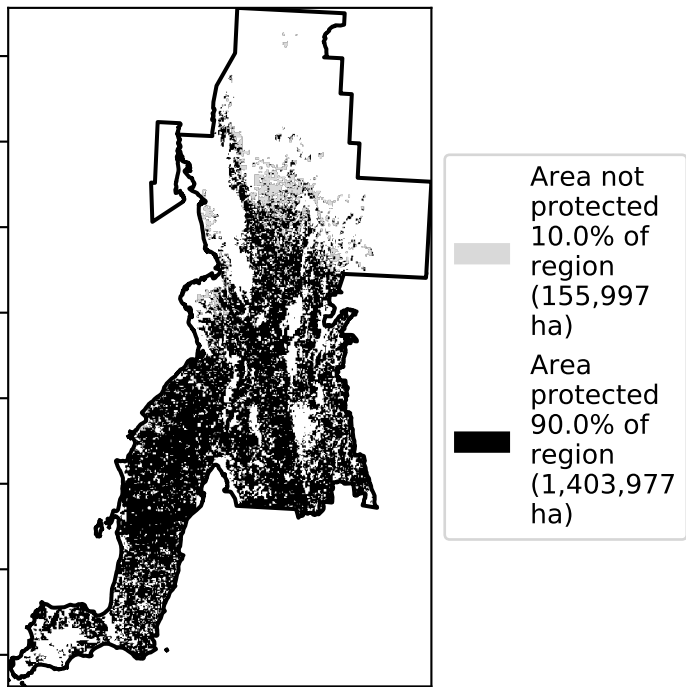 Area not
protected
10.0% of
region
(155,997
ha)
Area
protected
90.0% of
region
(1,403,977
ha)